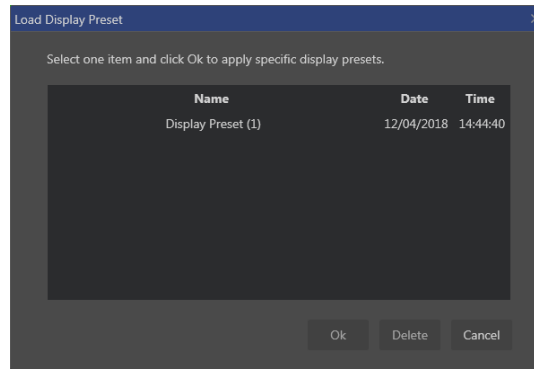 Load Display Preset
Select one item and click Ok to apply specific display presets.
Name Date Time
Display Preset (1) 12/04/2018 14:44:40
Ok Delete Cancel